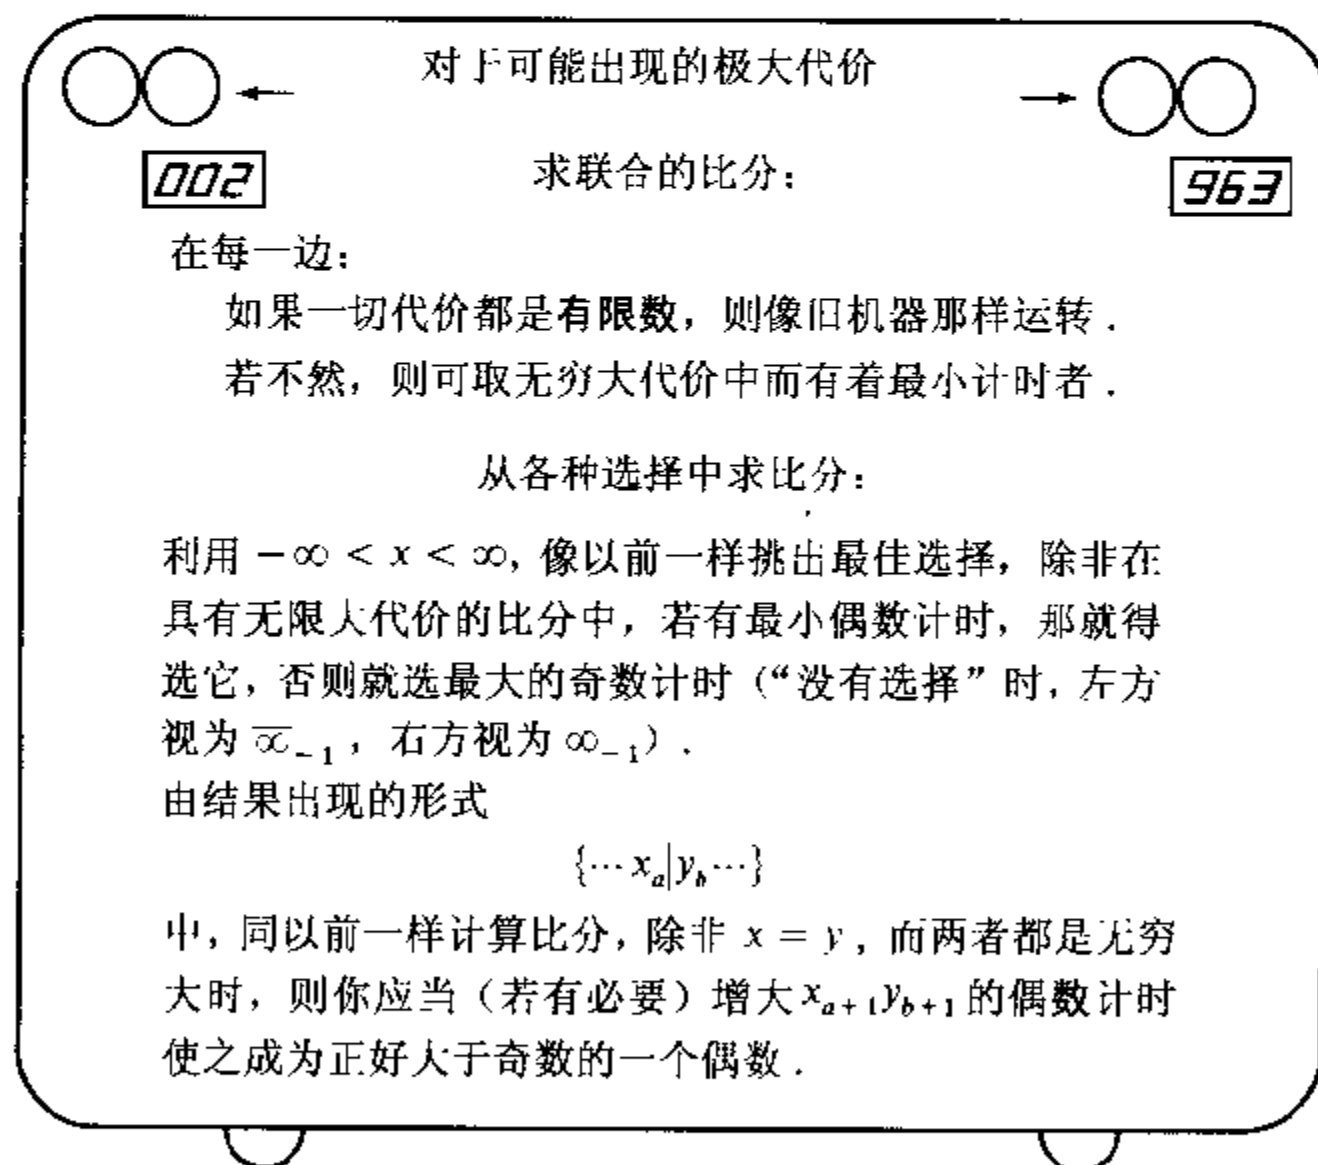 对于可能出现的极大代价
002
求联合的比分：
963
在每一边：
如果一切代价都是有限数，则像旧机器那样运转．
若不然，则可取无穷大代价中而有着最小计时者．
从各种选择中求比分：
利用 −∞ < x < ∞, 像以前一样挑出最佳选择，除非在
具有无限大代价的比分中，若有最小偶数计时，那就得
选它，否则就选最大的奇数计时（“没有选择”时，左方
视为 \overline{∞}₋₁，右方视为 ∞₋₁）．
由结果出现的形式
{⋯ xₐ|y_b ⋯}
中，同以前一样计算比分，除非 x = y，而两者都是无穷
大时，则你应当（若有必要）增大 x_{a+1}y_{b+1} 的偶数计时
使之成为正好大于奇数的一个偶数．